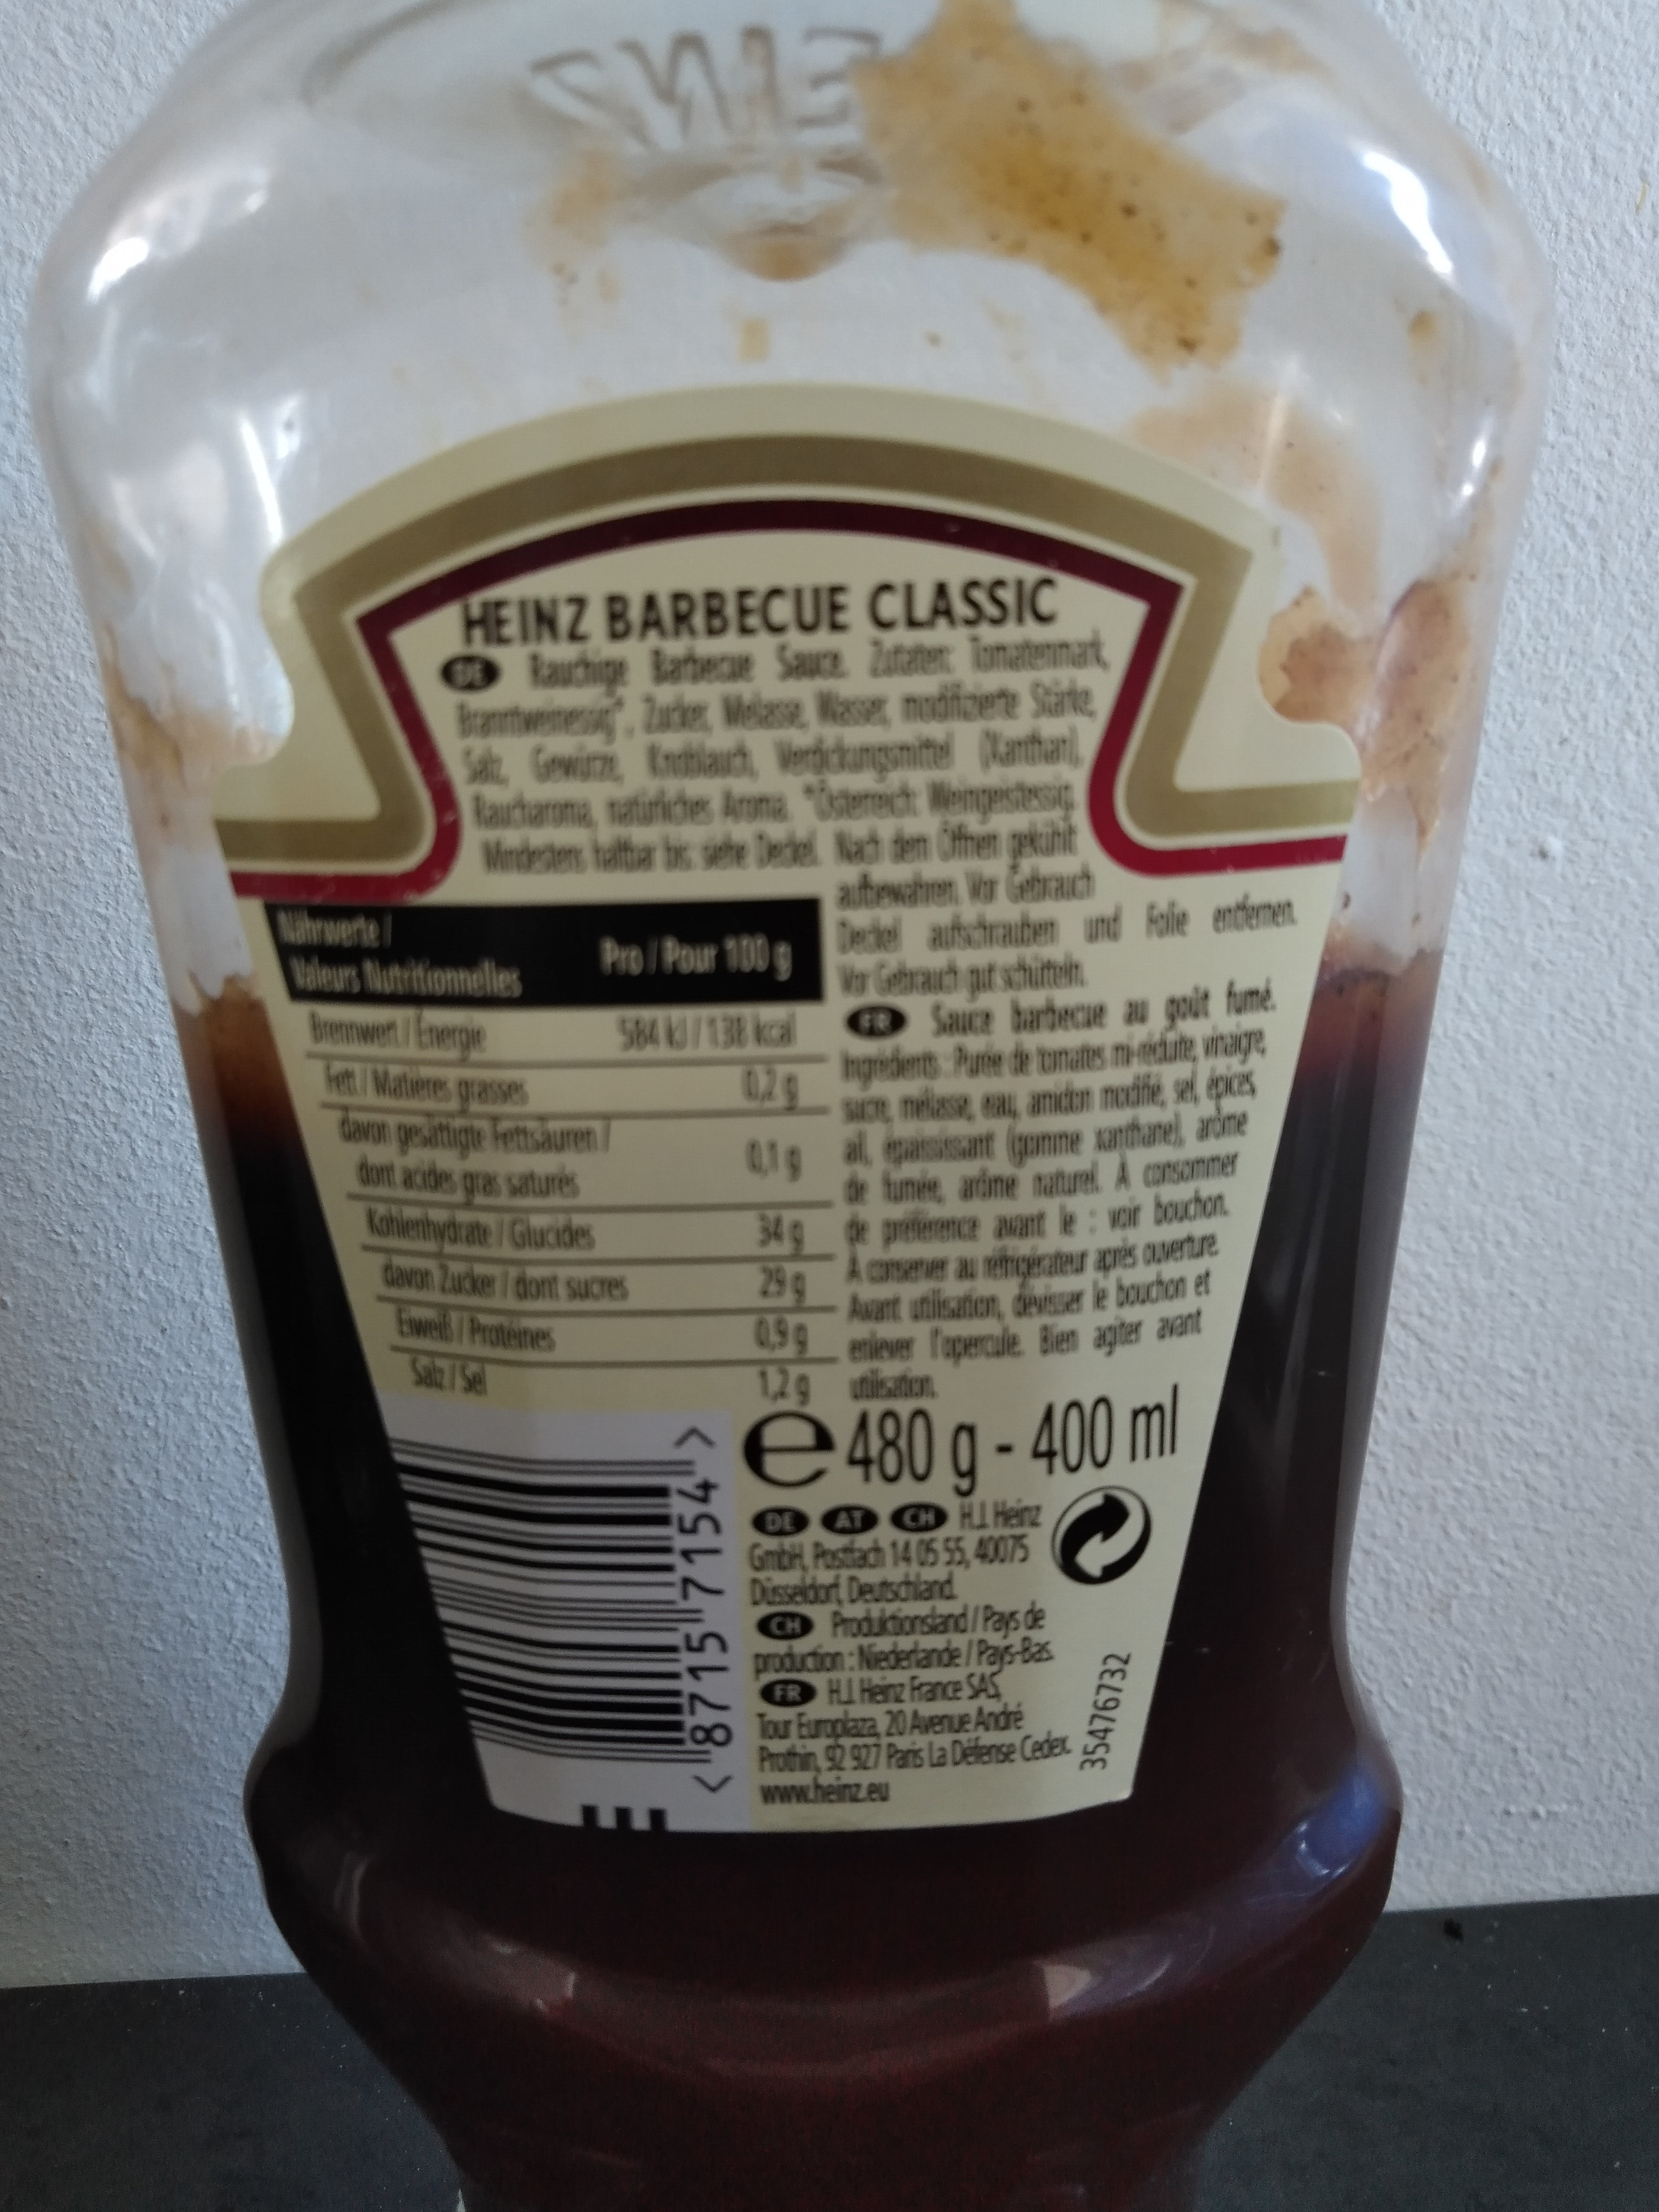 HEINZ
HEINZ BARBECUE CLASSIC
DE Rauchige Barbecue Sauce. Zutaten: Tomatenmark,
Branntweinessig*, Zucker, Melasse, Wasser, modifizierte Stärke,
Salz, Gewürze, Knoblauch, Verdickungsmittel (Xanthan),
Raucharoma, natürliches Aroma. *Österreich: Weingeistessig.
Mindestens haltbar bis: siehe Deckel. Nach dem Öffnen gekühlt
aufbewahren. Vor Gebrauch
Deckel aufschrauben und Folie entfernen.
Vor Gebrauch gut schütteln.
FR Sauce barbecue au goût fumé.
Ingrédients : Purée de tomates mi-réduite, vinaigre,
sucre, mélasse, eau, amidon modifié, sel, épices,
ail, épaississant (gomme xanthane), arôme
de fumée, arôme naturel. À consommer
de préférence avant le : voir bouchon.
À conserver au réfrigérateur après ouverture.
Avant utilisation, dévisser le bouchon et
enlever l'opercule. Bien agiter avant
utilisation.
Nährwerte /
Valeurs Nutritionnelles Pro / Pour 100 g
Brennwert / Énergie 584 kJ / 138 kcal
Fett / Matières grasses 0,2 g
davon gesättigte Fettsäuren /
dont acides gras saturés 0,1 g
Kohlenhydrate / Glucides 34 g
davon Zucker / dont sucres 29 g
Eiweiß / Protéines 0,9 g
Salz / Sel 1,2 g
e 480 g - 400 ml
DE AT CH H.J. Heinz
GmbH, Postfach 14 05 55, 40075
Düsseldorf, Deutschland.
CH Produktionsland / Pays de
production : Niederlande / Pays-Bas.
FR H.J. Heinz France SAS,
Tour Europlaza, 20 Avenue André
Prothin, 92 927 Paris La Défense Cedex.
www.heinz.eu
<87157154>
35476732